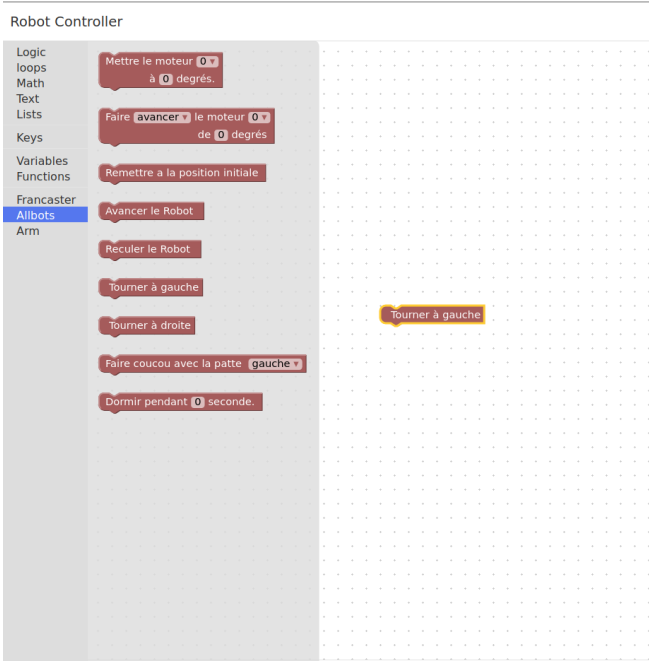 Robot Controller
Logic
loops
Math
Text
Lists
Keys
Variables
Functions
Francaster
Allbots
Arm
Mettre le moteur 0
à 0 degrés.
Faire avancer le moteur 0
de 0 degrés
Remettre a la position initiale
Avancer le Robot
Reculer le Robot
Tourner à gauche
Tourner à droite
Faire coucou avec la patte gauche
Dormir pendant 0 seconde.
Tourner à gauche